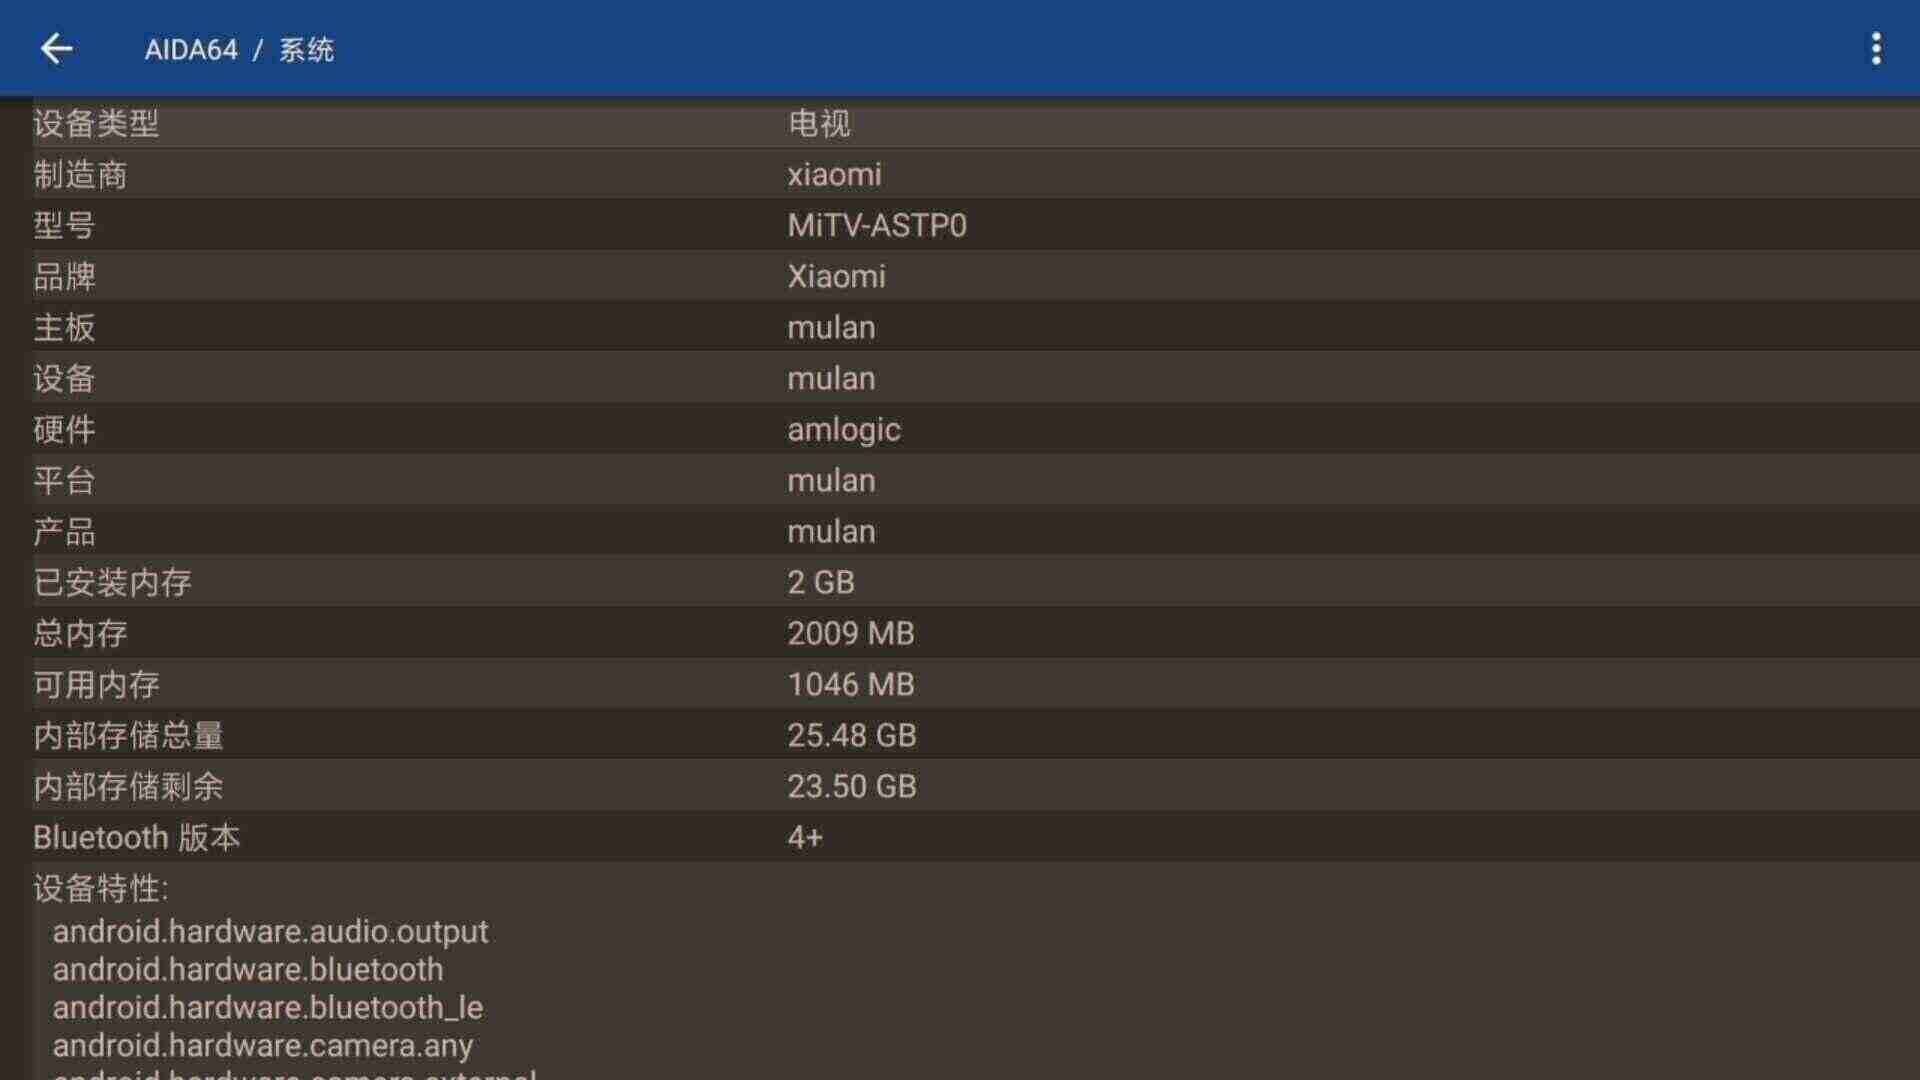 AIDA64 / 系统
设备类型 电视
制造商 xiaomi
型号 MiTV-ASTP0
品牌 Xiaomi
主板 mulan
设备 mulan
硬件 amlogic
平台 mulan
产品 mulan
已安装内存 2 GB
总内存 2009 MB
可用内存 1046 MB
内部存储总量 25.48 GB
内部存储剩余 23.50 GB
Bluetooth 版本 4+
设备特性:
android.hardware.audio.output
android.hardware.bluetooth
android.hardware.bluetooth_le
android.hardware.camera.any
android.hardware.camera.external